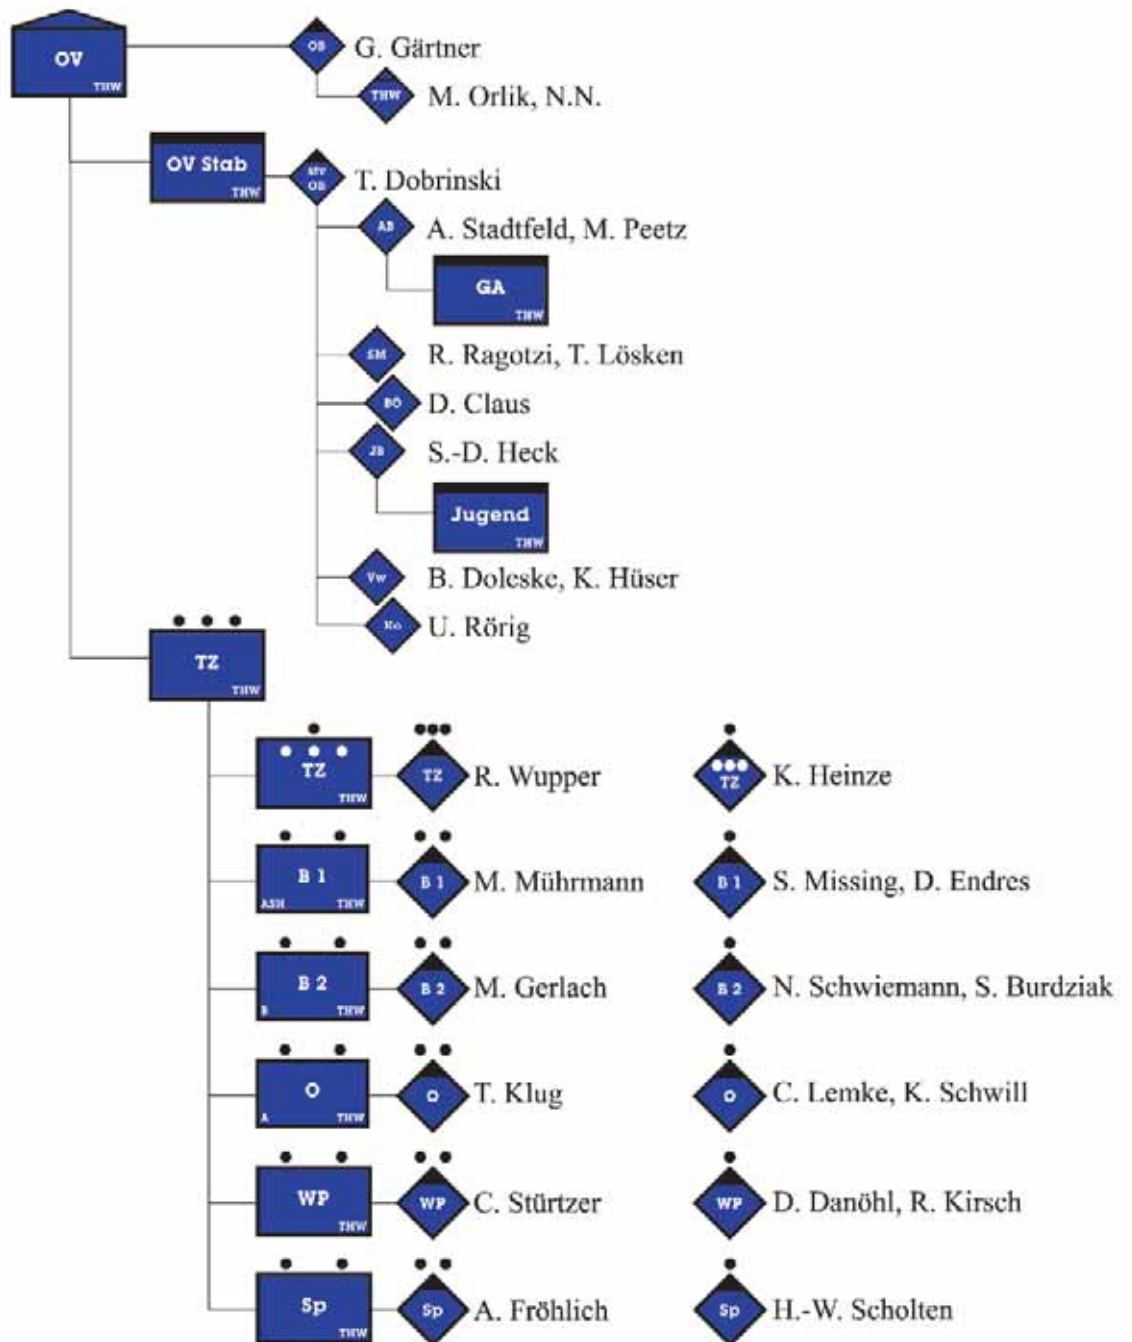 OV THW OB G. Gärtner
THW M. Orlik, N.N.
OV Stab THW stv OB T. Dobrinski
AB A. Stadtfeld, M. Peetz
GA THW
SM R. Ragotzi, T. Lösken
BÖ D. Claus
JB S.-D. Heck
Jugend THW
Vw B. Doleske, K. Hüser
Ko U. Rörig
TZ THW
TZ THW TZ R. Wupper TZ K. Heinze
B 1 ASH THW B 1 M. Mührmann B 1 S. Missing, D. Endres
B 2 B THW B 2 M. Gerlach B 2 N. Schwiemann, S. Burdziak
O A THW O T. Klug O C. Lemke, K. Schwill
WP THW WP C. Stürtzer WP D. Danöhl, R. Kirsch
Sp THW Sp A. Fröhlich Sp H.-W. Scholten